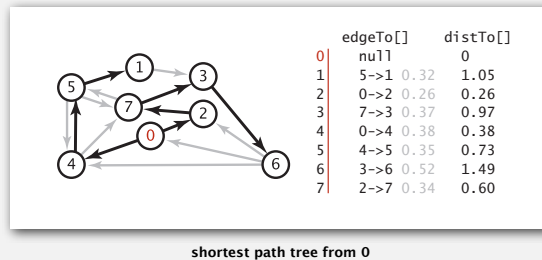 edgeTo[] distTo[]
0 null 0
1 5->1 0.32 1.05
2 0->2 0.26 0.26
3 7->3 0.37 0.97
4 0->4 0.38 0.38
5 4->5 0.35 0.73
6 3->6 0.52 1.49
7 2->7 0.34 0.60
1
3
5
7
2
0
4
6
shortest path tree from 0